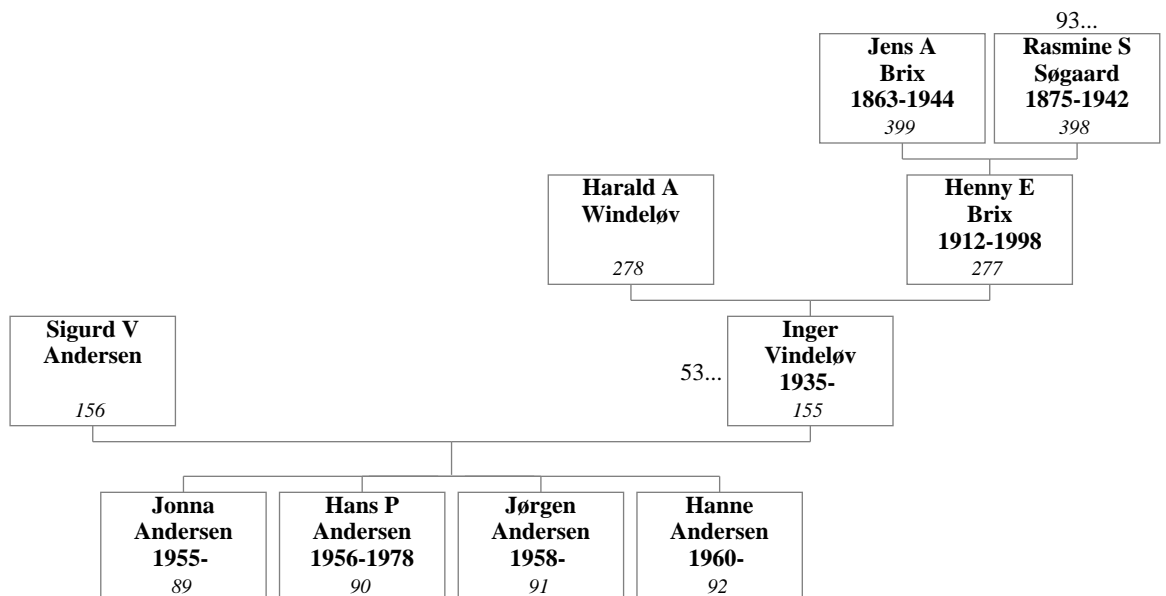 93...
Jens A
Brix
1863-1944
399
Rasmine S
Søgaard
1875-1942
398
Harald A
Windeløv
278
Henny E
Brix
1912-1998
277
Sigurd V
Andersen
156
53...
Inger
Vindeløv
1935-
155
Jonna
Andersen
1955-
89
Hans P
Andersen
1956-1978
90
Jørgen
Andersen
1958-
91
Hanne
Andersen
1960-
92